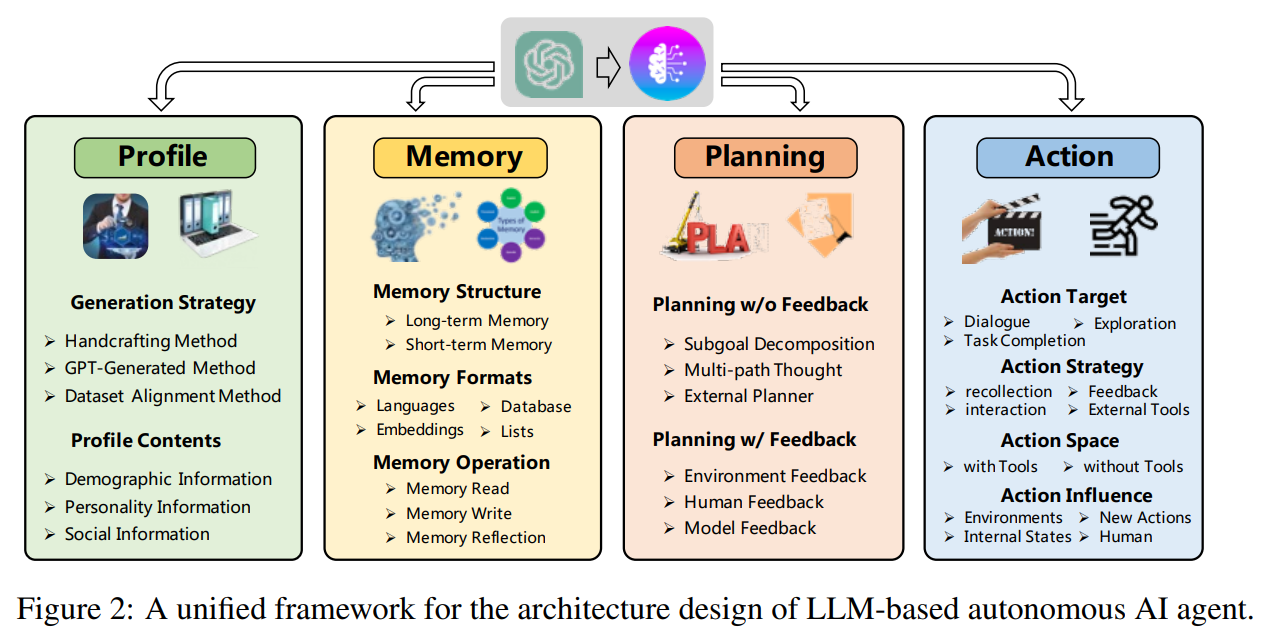 Profile
Generation Strategy
➢ Handcrafting Method
➢ GPT-Generated Method
➢ Dataset Alignment Method
Profile Contents
➢ Demographic Information
➢ Personality Information
➢ Social Information
Memory
Types of
Memory
Memory Structure
➢ Long-term Memory
➢ Short-term Memory
Memory Formats
➢ Languages ➢ Database
➢ Embeddings ➢ Lists
Memory Operation
➢ Memory Read
➢ Memory Write
➢ Memory Reflection
Planning
PLA
Planning w/o Feedback
➢ Subgoal Decomposition
➢ Multi-path Thought
➢ External Planner
Planning w/ Feedback
➢ Environment Feedback
➢ Human Feedback
➢ Model Feedback
Action
ACTION!
Action Target
➢ Dialogue ➢ Exploration
➢ Task Completion
Action Strategy
➢ recollection ➢ Feedback
➢ interaction ➢ External Tools
Action Space
➢ with Tools ➢ without Tools
Action Influence
➢ Environments ➢ New Actions
➢ Internal States ➢ Human
Figure 2: A unified framework for the architecture design of LLM-based autonomous AI agent.